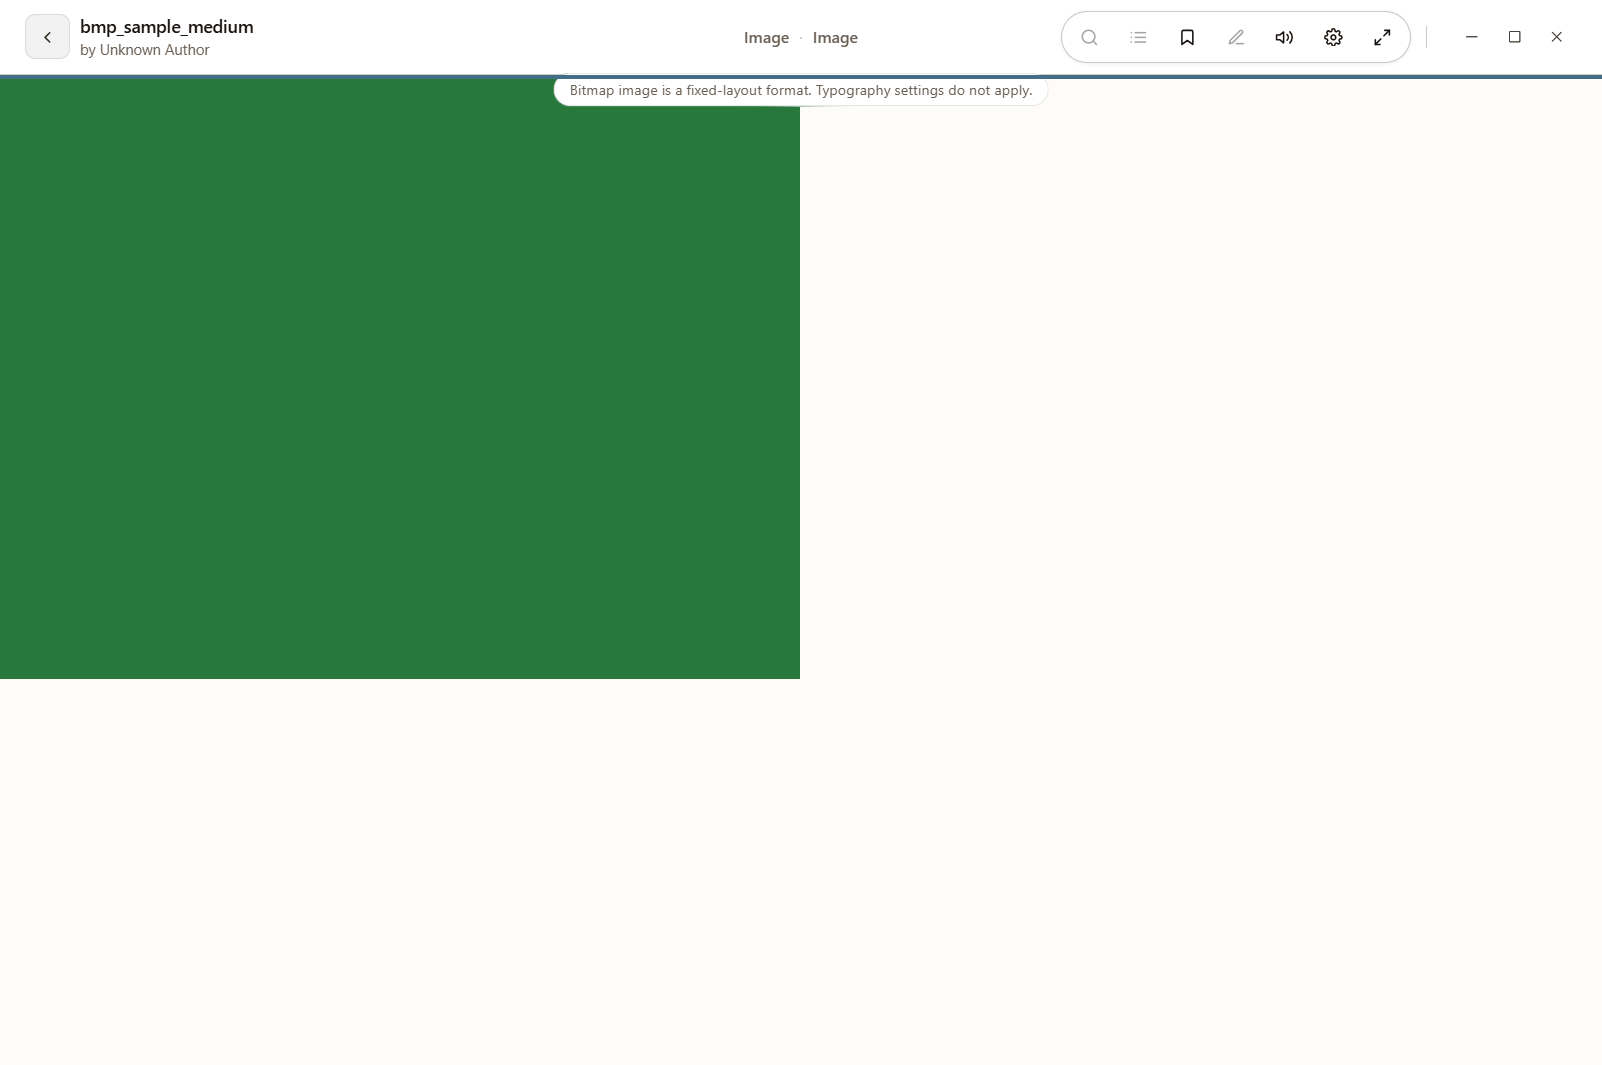 bmp_sample_medium
by Unknown Author
Image · Image
Bitmap image is a fixed-layout format. Typography settings do not apply.